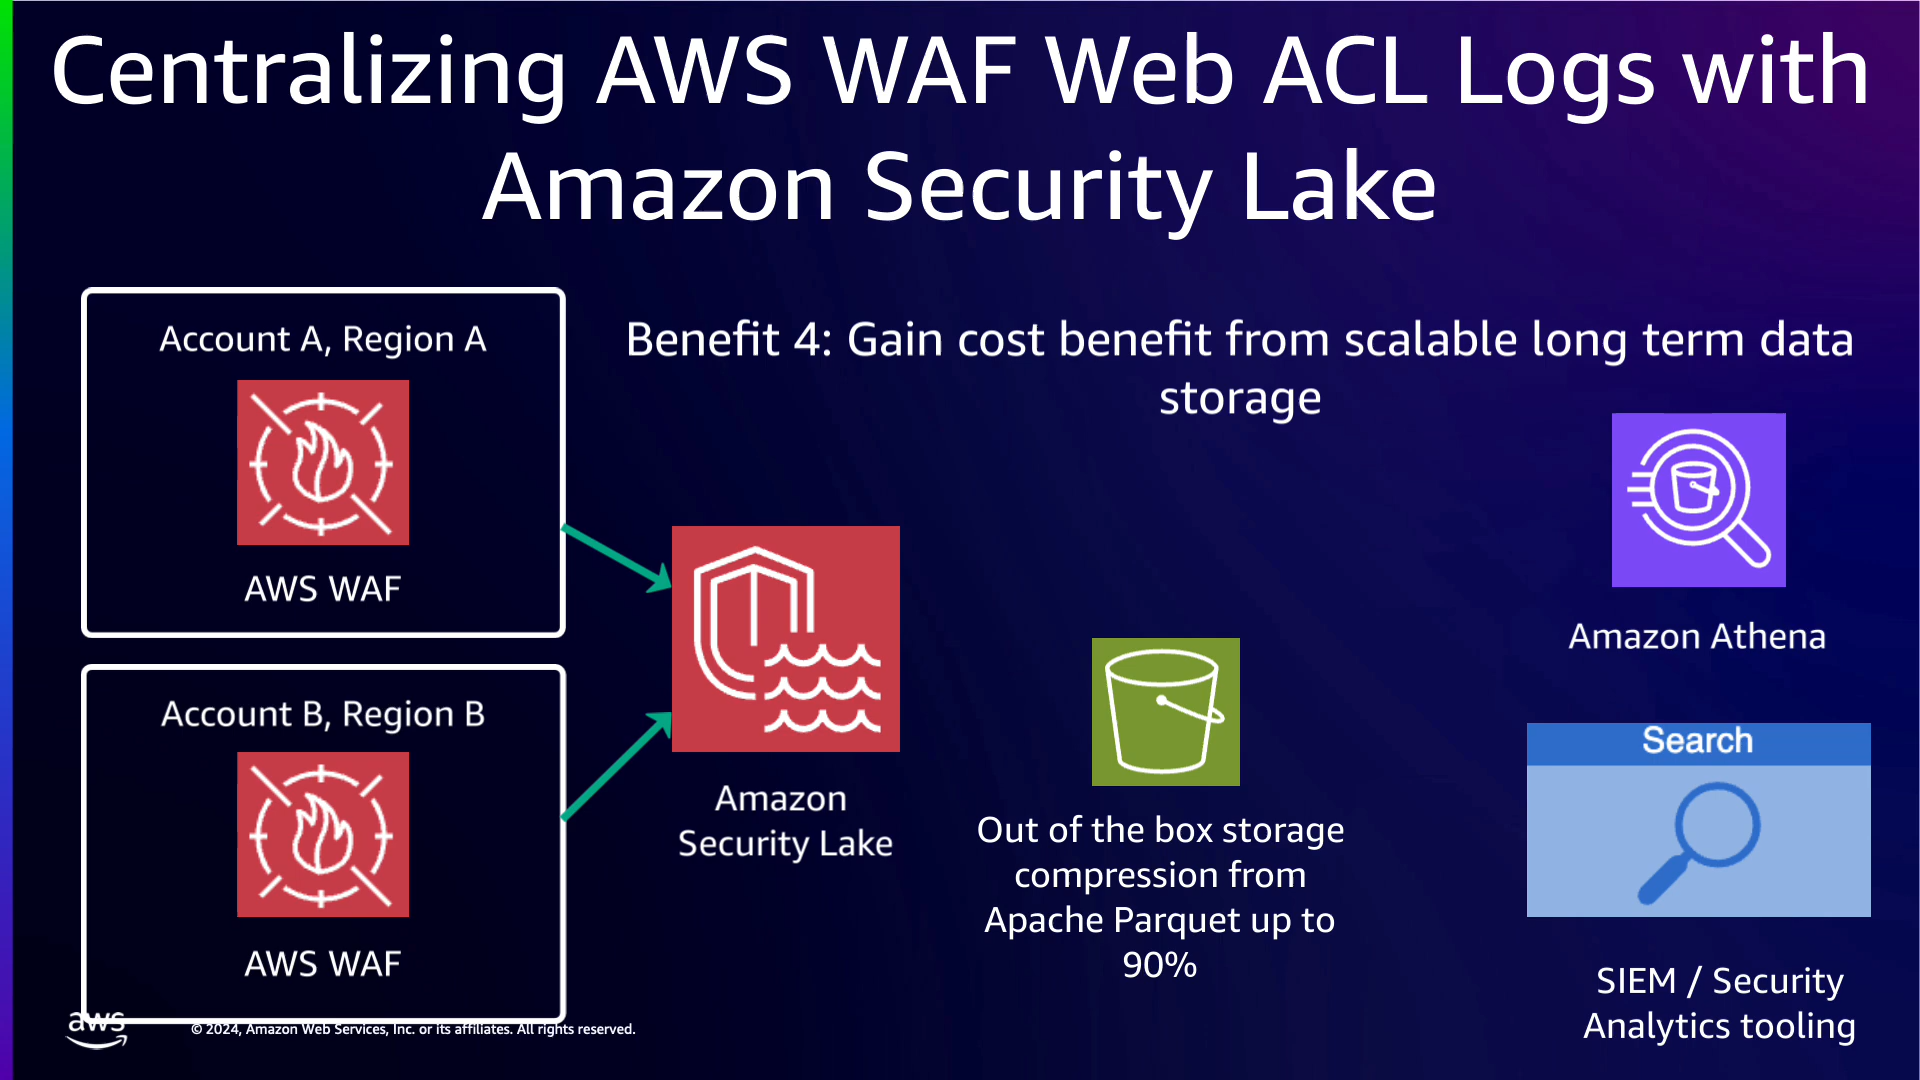 Centralizing AWS WAF Web ACL Logs with
Amazon Security Lake
Account A, Region A
AWS WAF
Account B, Region B
AWS WAF
Benefit 4: Gain cost benefit from scalable long term data
storage
Amazon
Security Lake
Out of the box storage
compression from
Apache Parquet up to
90%
Amazon Athena
Search
SIEM / Security
Analytics tooling
aws
© 2024, Amazon Web Services, Inc. or its affiliates. All rights reserved.